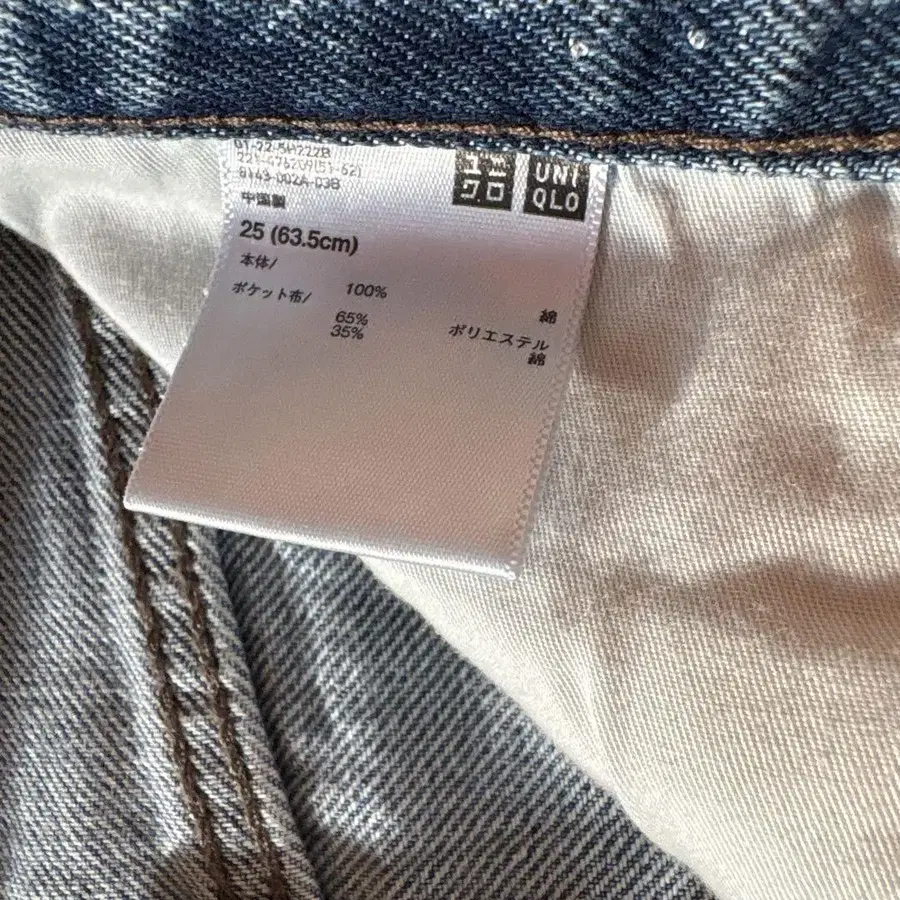 中国製
25 (63.5cm)
本体/
100% 綿
ポケット布/
65% ポリエステル
35% 綿
ユニ
クロ
UNI
QLO